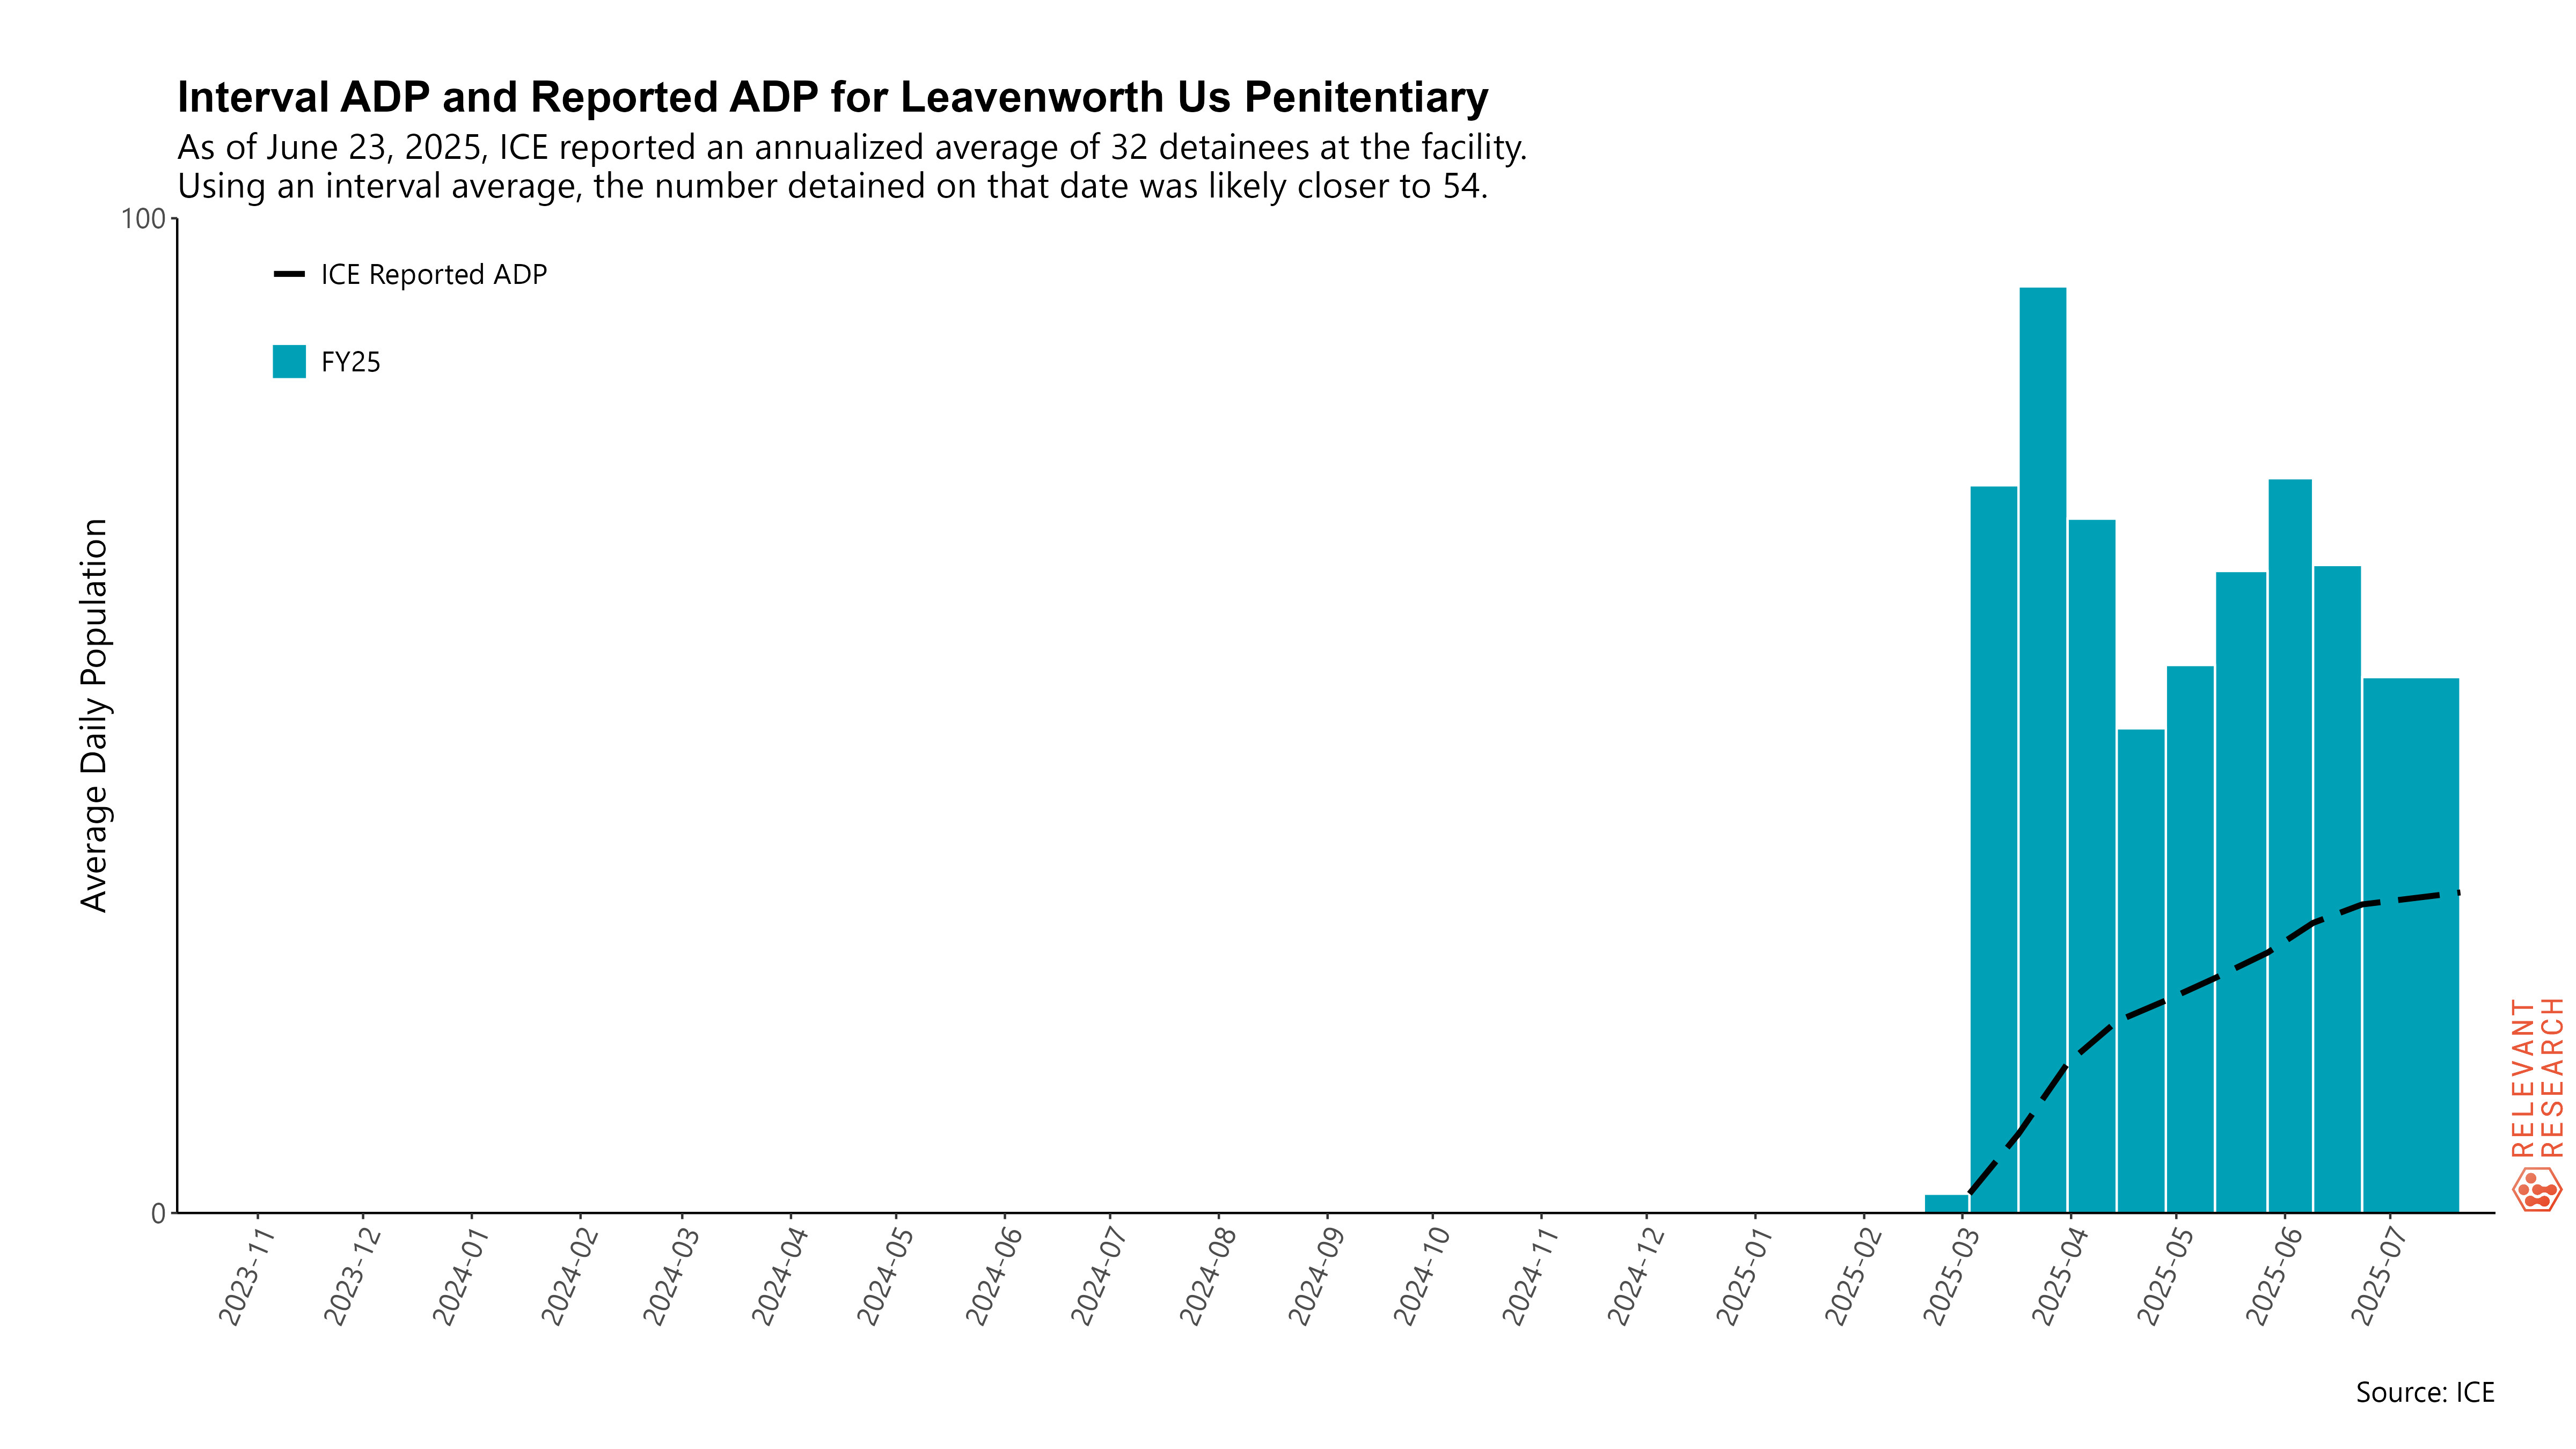 Interval ADP and Reported ADP for Leavenworth Us Penitentiary
As of June 23, 2025, ICE reported an annualized average of 32 detainees at the facility.
Using an interval average, the number detained on that date was likely closer to 54.
100
ICE Reported ADP
FY25
Average Daily Population
0
2023-11
2023-12
2024-01
2024-02
2024-03
2024-04
2024-05
2024-06
2024-07
2024-08
2024-09
2024-10
2024-11
2024-12
2025-01
2025-02
2025-03
2025-04
2025-05
2025-06
2025-07
RELEVANT
RESEARCH
Source: ICE